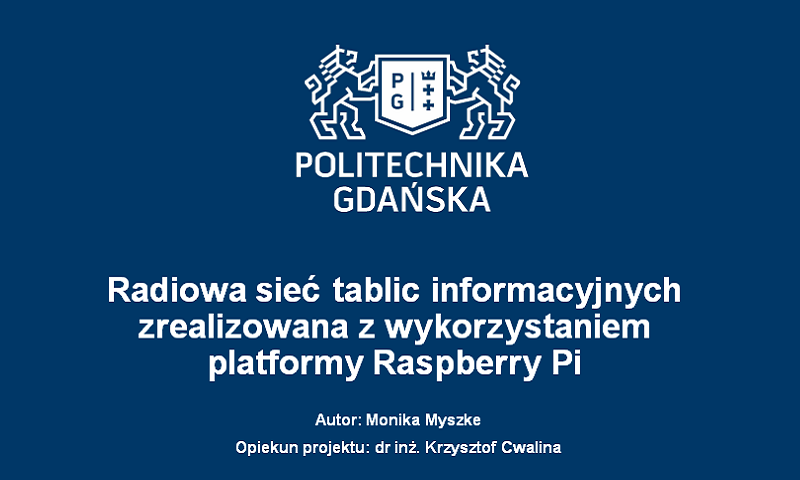 P
G
POLITECHNIKA
GDAŃSKA
Radiowa sieć tablic informacyjnych
zrealizowana z wykorzystaniem
platformy Raspberry Pi
Autor: Monika Myszke
Opiekun projektu: dr inż. Krzysztof Cwalina